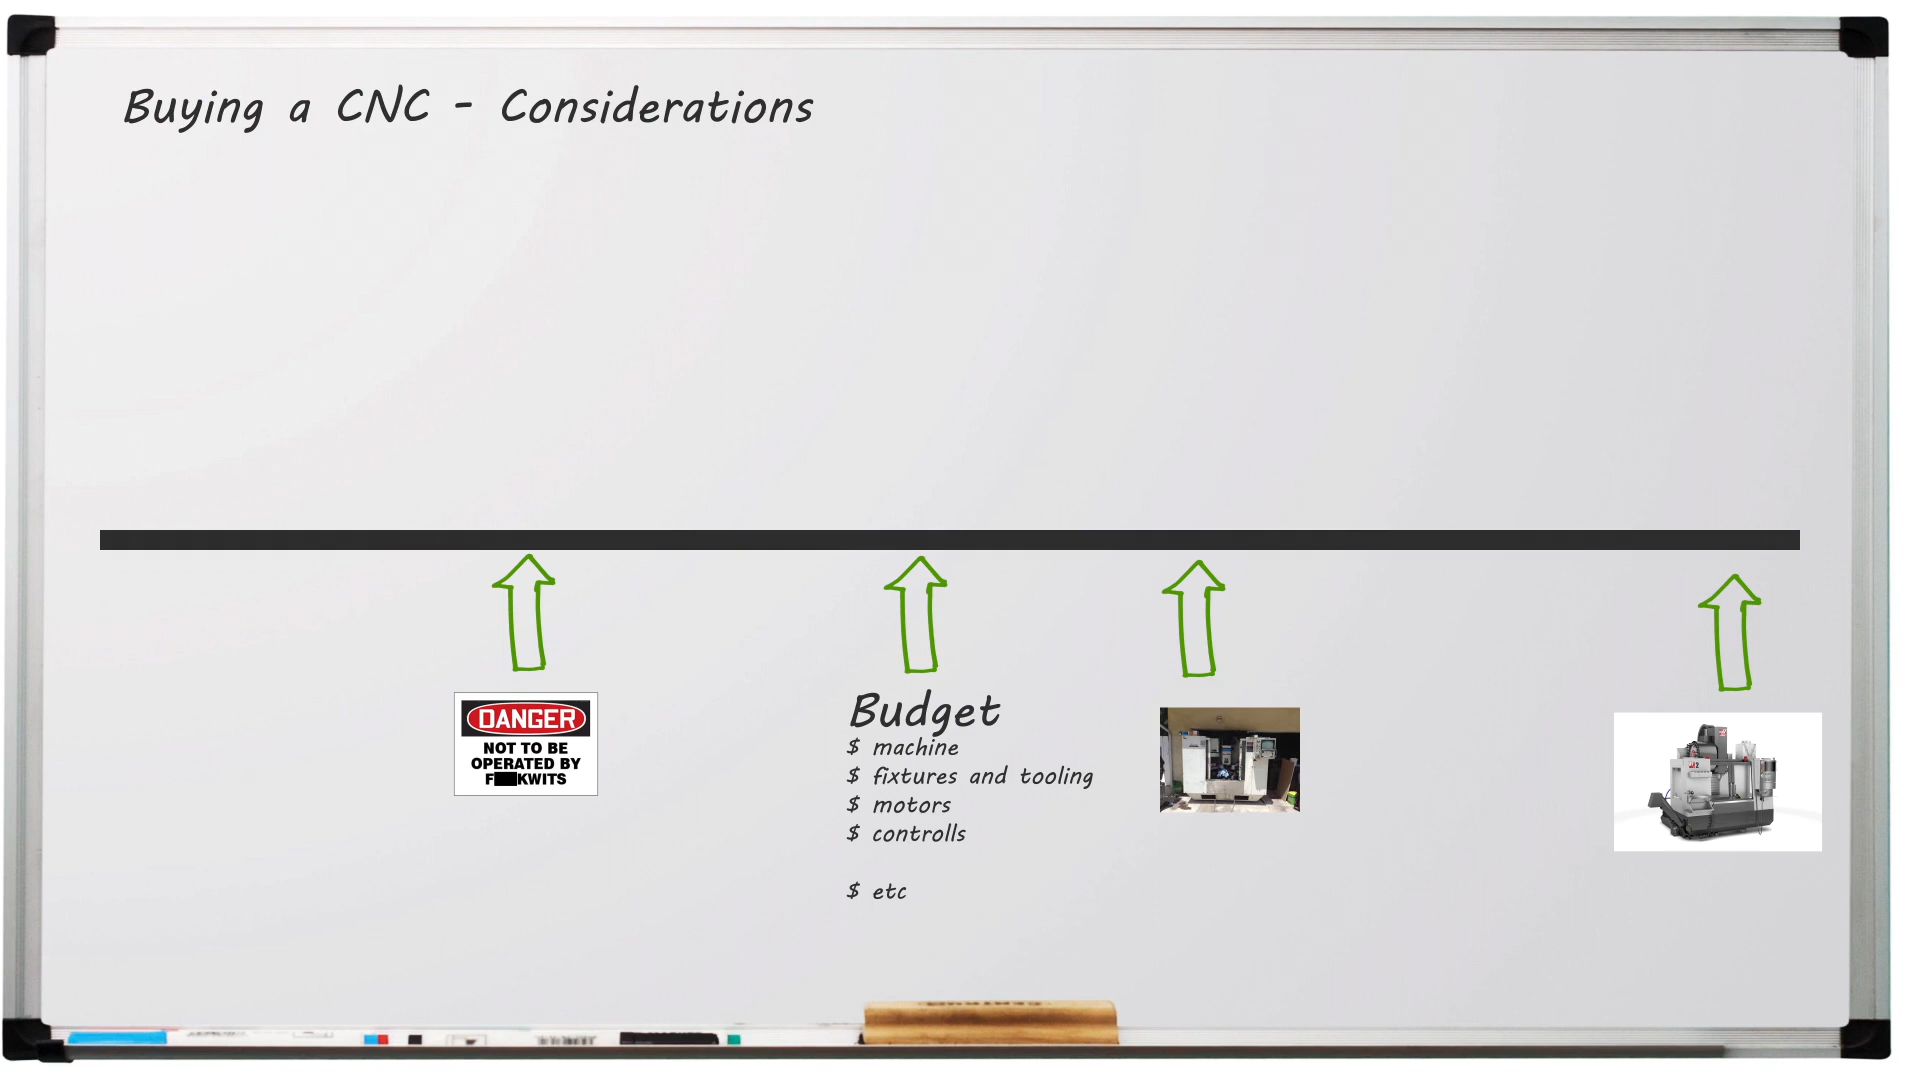 Buying a CNC - Considerations
DANGER
NOT TO BE
OPERATED BY
F██KWITS
Budget
$ machine
$ fixtures and tooling
$ motors
$ controlls
$ etc